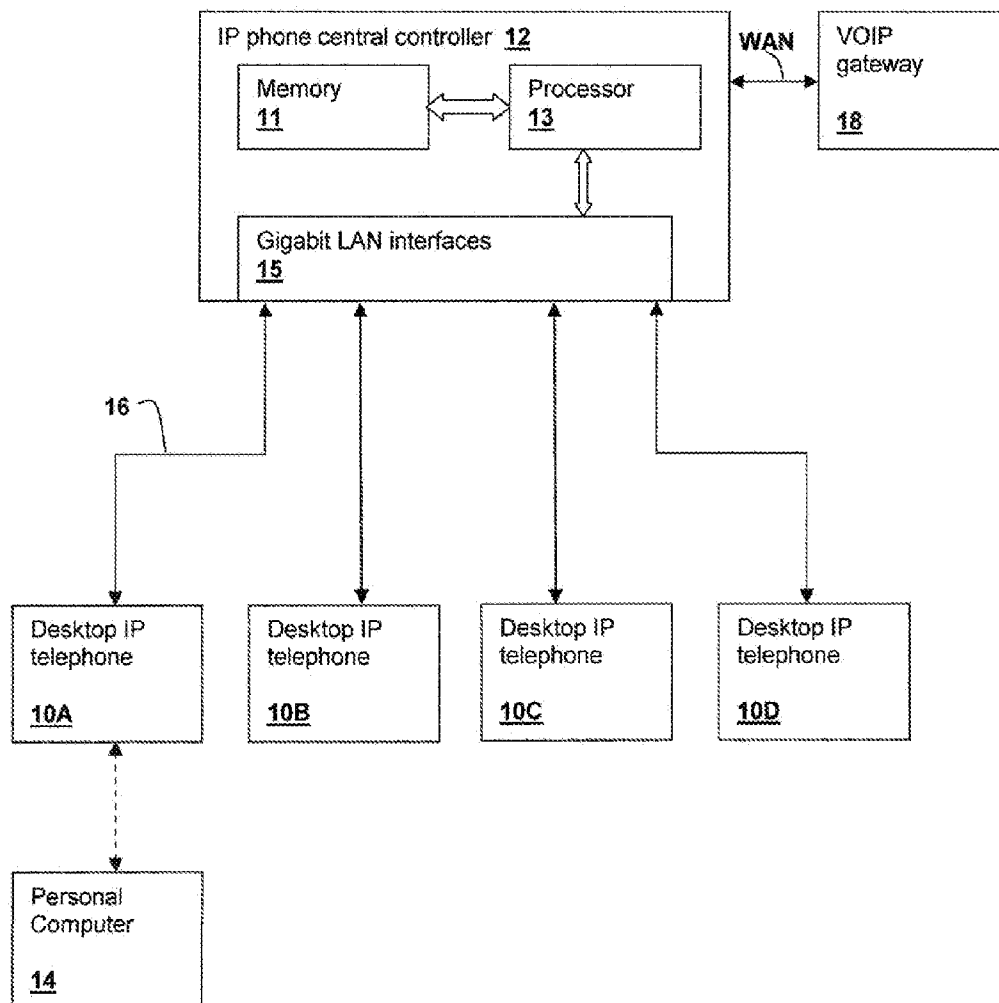 IP phone central controller 12
WAN
VOIP
gateway
18
Memory
11
Processor
13
Gigabit LAN interfaces
15
16
Desktop IP
telephone
10A
Desktop IP
telephone
10B
Desktop IP
telephone
10C
Desktop IP
telephone
10D
Personal
Computer
14